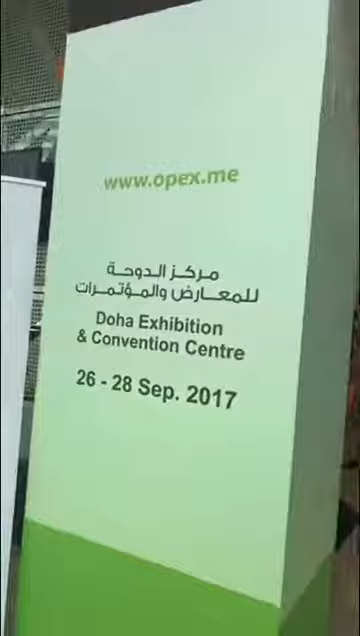 www.opex.me
مركز الدوحة
للمعارض والمؤتمرات
Doha Exhibition
& Convention Centre
26 - 28 Sep. 2017